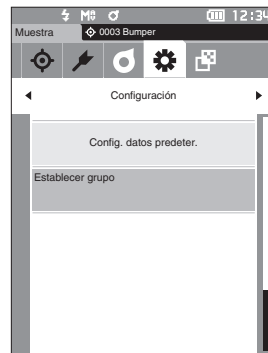 12:34
Muestra 0003 Bumper
Configuración
Config. datos predeter.
Establecer grupo